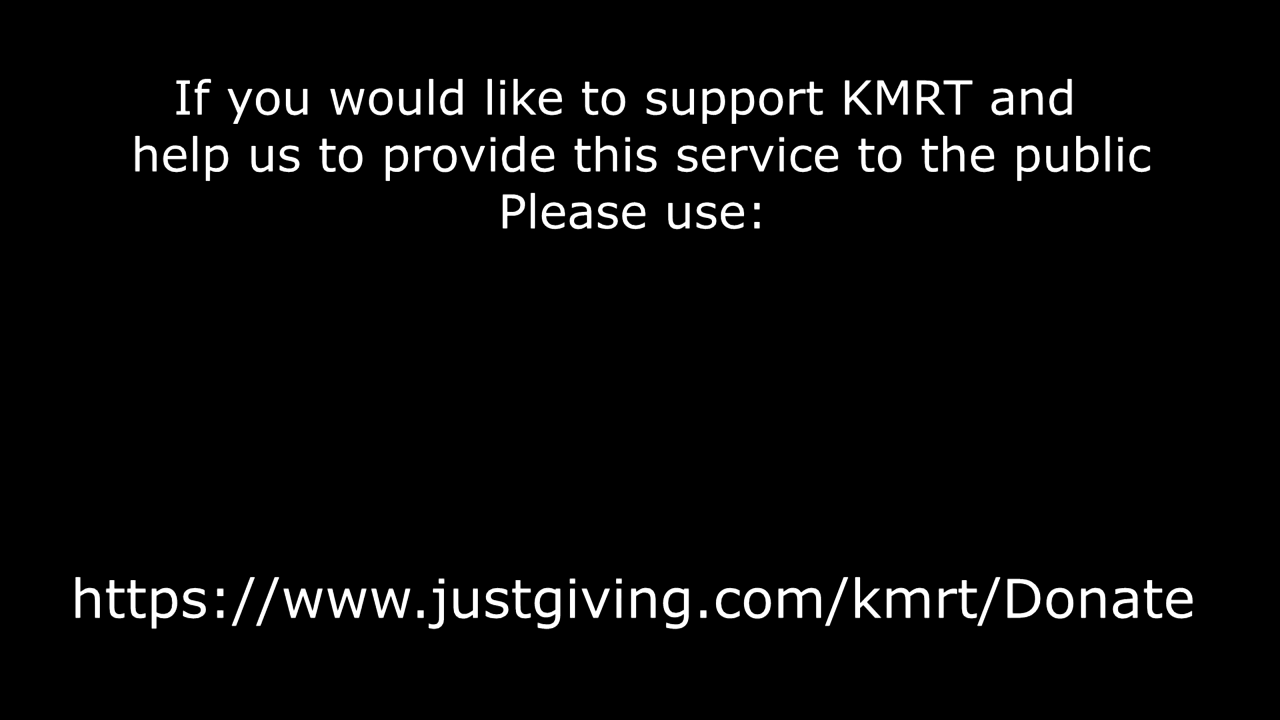 If you would like to support KMRT and
help us to provide this service to the public
Please use:
https://www.justgiving.com/kmrt/Donate